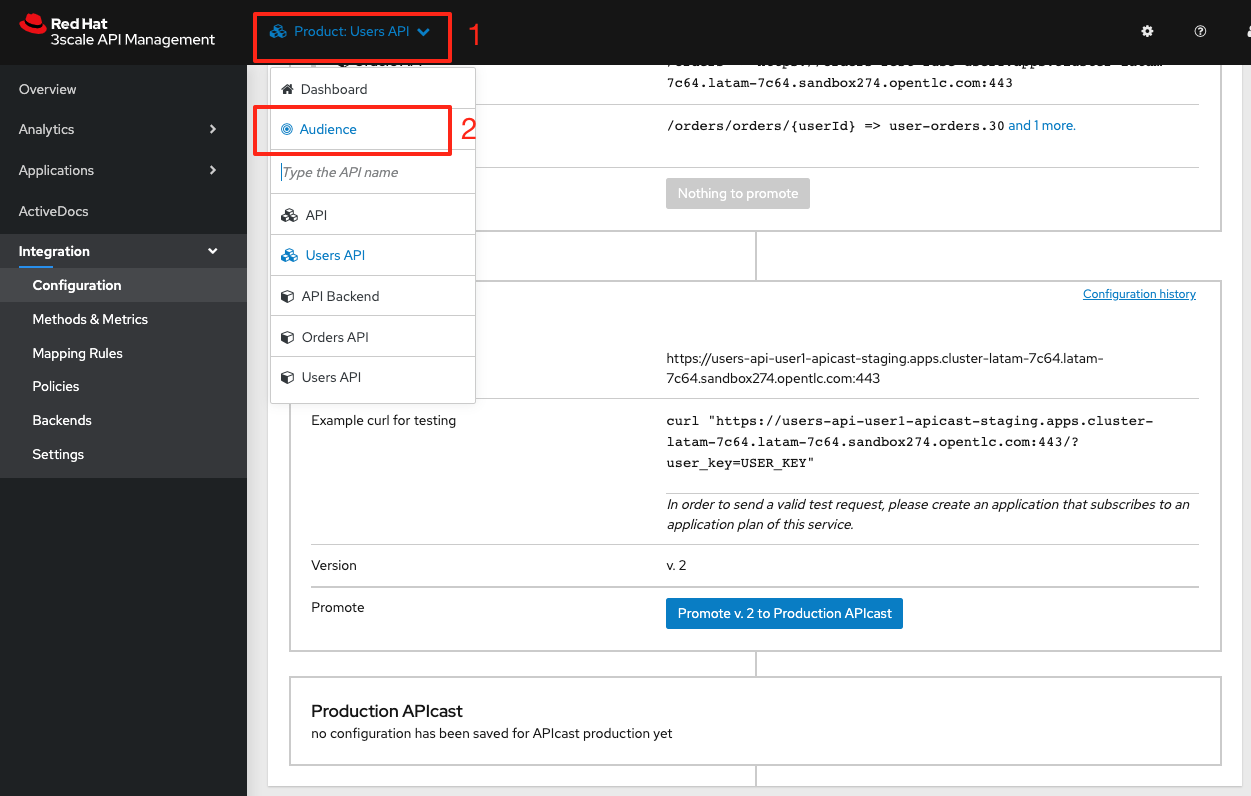 Red Hat
3scale API Management
Product: Users API
1
Overview
Analytics
Applications
ActiveDocs
Integration
Configuration
Methods & Metrics
Mapping Rules
Policies
Backends
Settings
Dashboard
Audience
2
Type the API name
API
Users API
API Backend
Orders API
Users API
7c64.latam-7c64.sandbox274.opentlc.com:443
/orders/orders/{userId} => user-orders.30 and 1 more.
Nothing to promote
Configuration history
https://users-api-user1-apicast-staging.apps.cluster-latam-7c64.latam-
7c64.sandbox274.opentlc.com:443
Example curl for testing
curl "https://users-api-user1-apicast-staging.apps.cluster-
latam-7c64.latam-7c64.sandbox274.opentlc.com:443/?
user_key=USER_KEY"
In order to send a valid test request, please create an application that subscribes to an
application plan of this service.
Version
v. 2
Promote
Promote v. 2 to Production APIcast
Production APIcast
no configuration has been saved for APIcast production yet